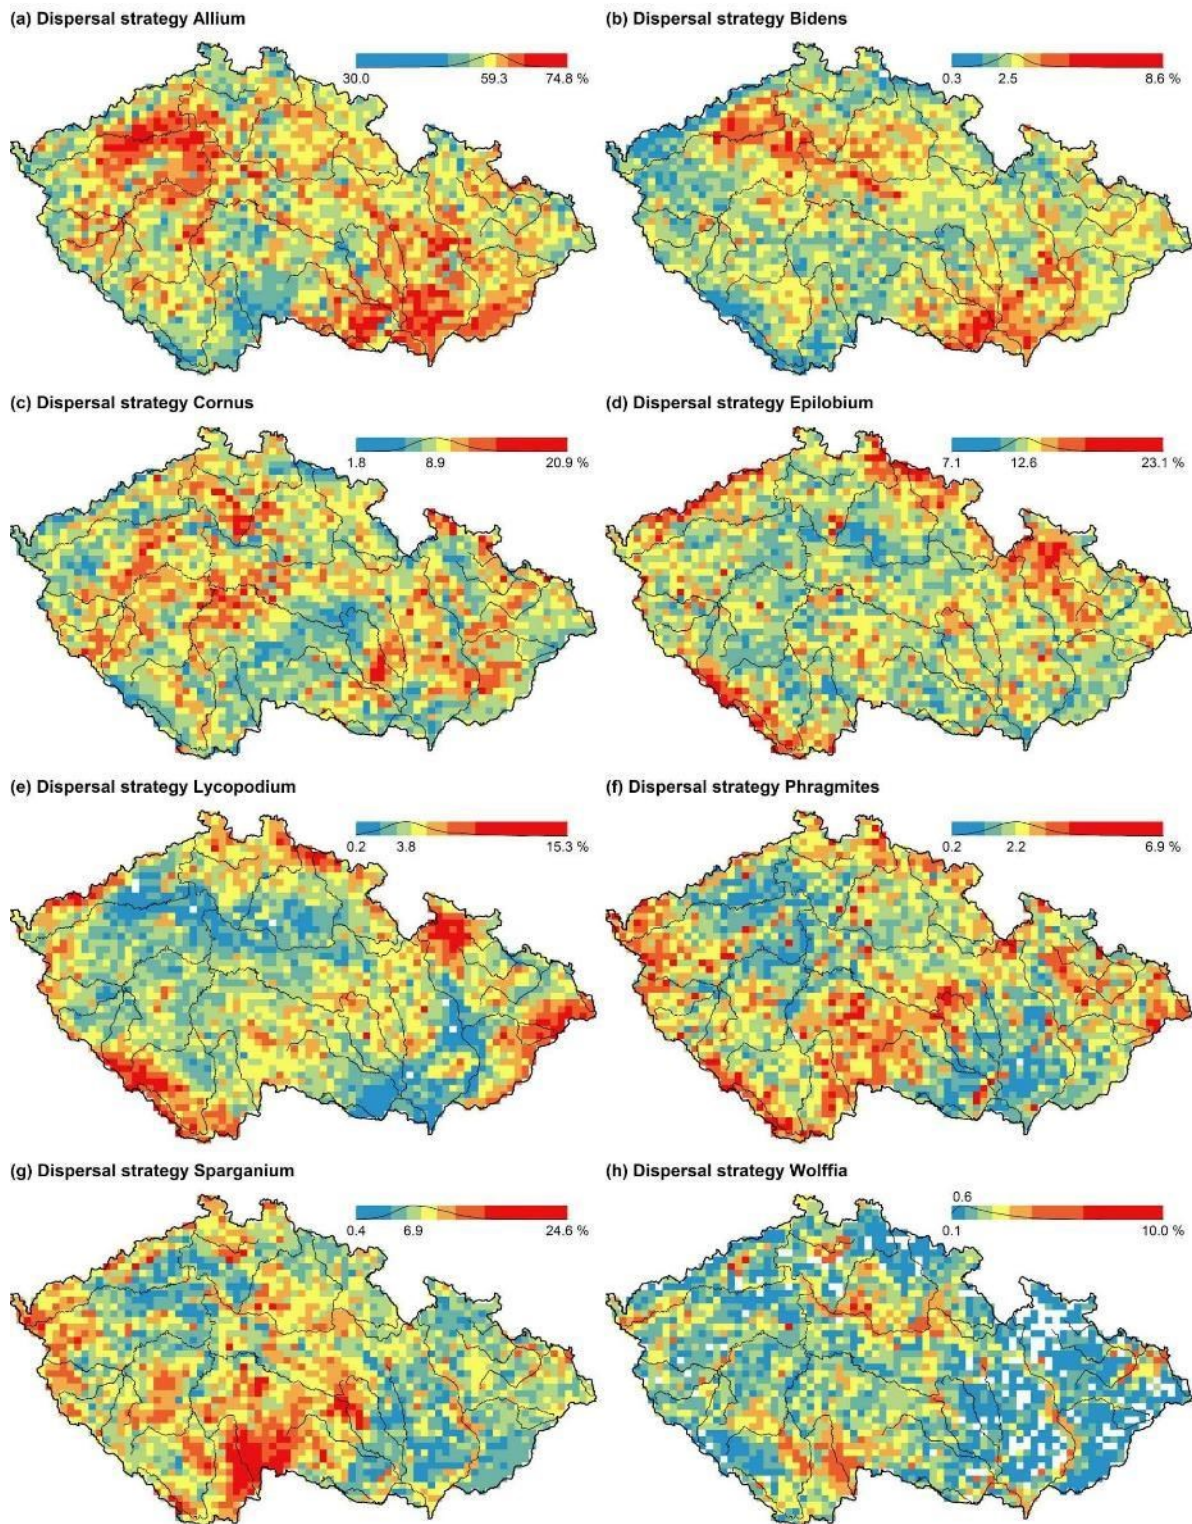 (a) Dispersal strategy Allium
30.0 59.3 74.8 %
(b) Dispersal strategy Bidens
0.3 2.5 8.6 %
(c) Dispersal strategy Cornus
1.8 8.9 20.9 %
(d) Dispersal strategy Epilobium
7.1 12.6 23.1 %
(e) Dispersal strategy Lycopodium
0.2 3.8 15.3 %
(f) Dispersal strategy Phragmites
0.2 2.2 6.9 %
(g) Dispersal strategy Sparganium
0.4 6.9 24.6 %
(h) Dispersal strategy Wolffia
0.6
0.1 10.0 %